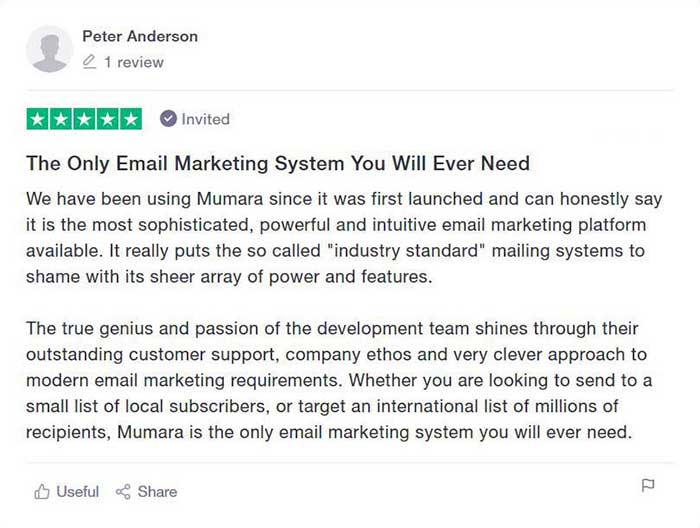 Peter Anderson
1 review
Invited
The Only Email Marketing System You Will Ever Need
We have been using Mumara since it was first launched and can honestly say
it is the most sophisticated, powerful and intuitive email marketing platform
available. It really puts the so called "industry standard" mailing systems to
shame with its sheer array of power and features.
The true genius and passion of the development team shines through their
outstanding customer support, company ethos and very clever approach to
modern email marketing requirements. Whether you are looking to send to a
small list of local subscribers, or target an international list of millions of
recipients, Mumara is the only email marketing system you will ever need.
Useful Share